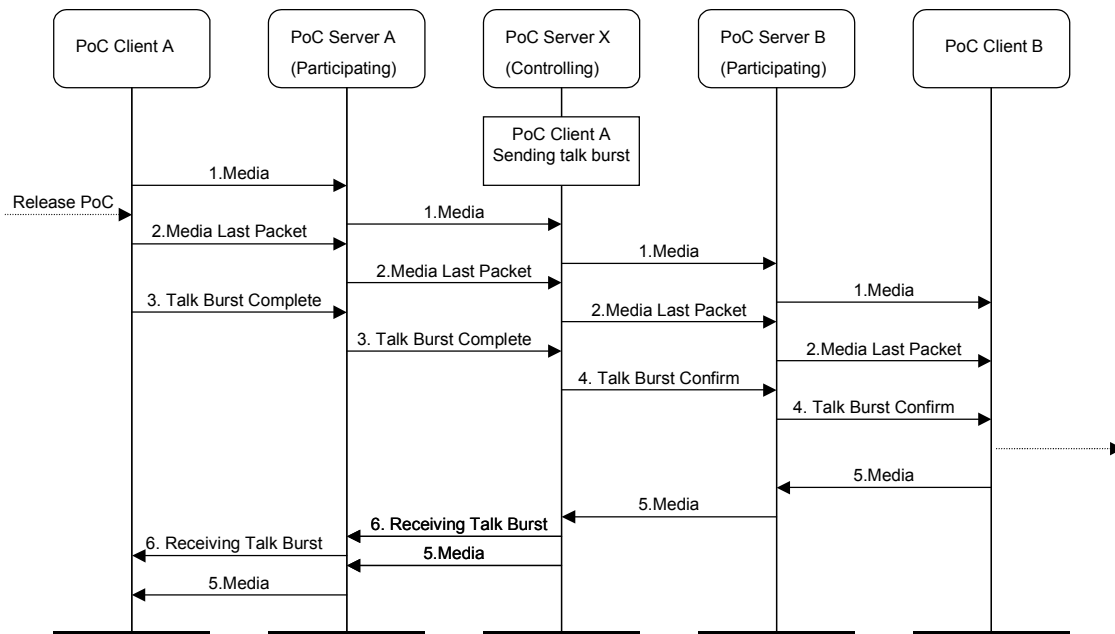 PoC Client A
PoC Server A
(Participating)
PoC Server X
(Controlling)
PoC Server B
(Participating)
PoC Client B
PoC Client A
Sending talk burst
1.Media
Release PoC
1.Media
2.Media Last Packet
1.Media
2.Media Last Packet
1.Media
3. Talk Burst Complete
2.Media Last Packet
3. Talk Burst Complete
2.Media Last Packet
4. Talk Burst Confirm
4. Talk Burst Confirm
5.Media
5.Media
6. Receiving Talk Burst
6. Receiving Talk Burst
5.Media
5.Media